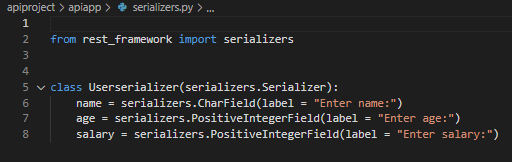 apiproject > apiapp > serializers.py > ...
1
2 from rest_framework import serializers
3
4
5 class Userserializer(serializers.Serializer):
6 name = serializers.CharField(label = "Enter name:")
7 age = serializers.PositiveIntegerField(label = "Enter age:")
8 salary = serializers.PositiveIntegerField(label = "Enter salary:")